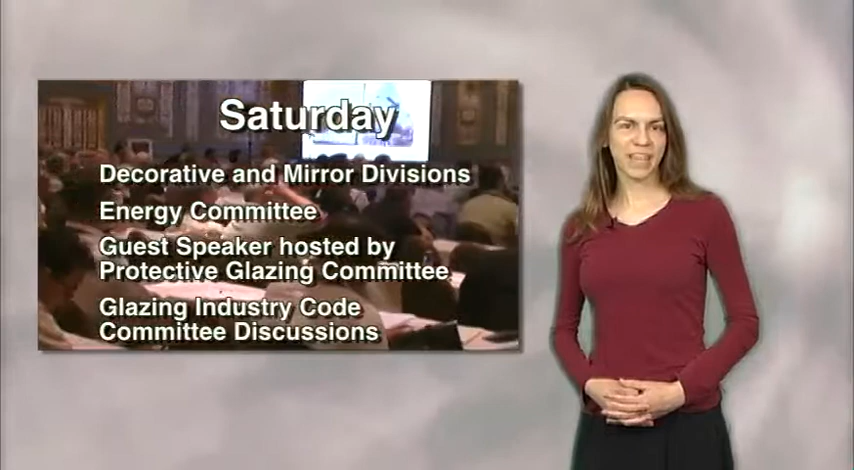 Saturday
Decorative and Mirror Divisions
Energy Committee
Guest Speaker hosted by
Protective Glazing Committee
Glazing Industry Code
Committee Discussions